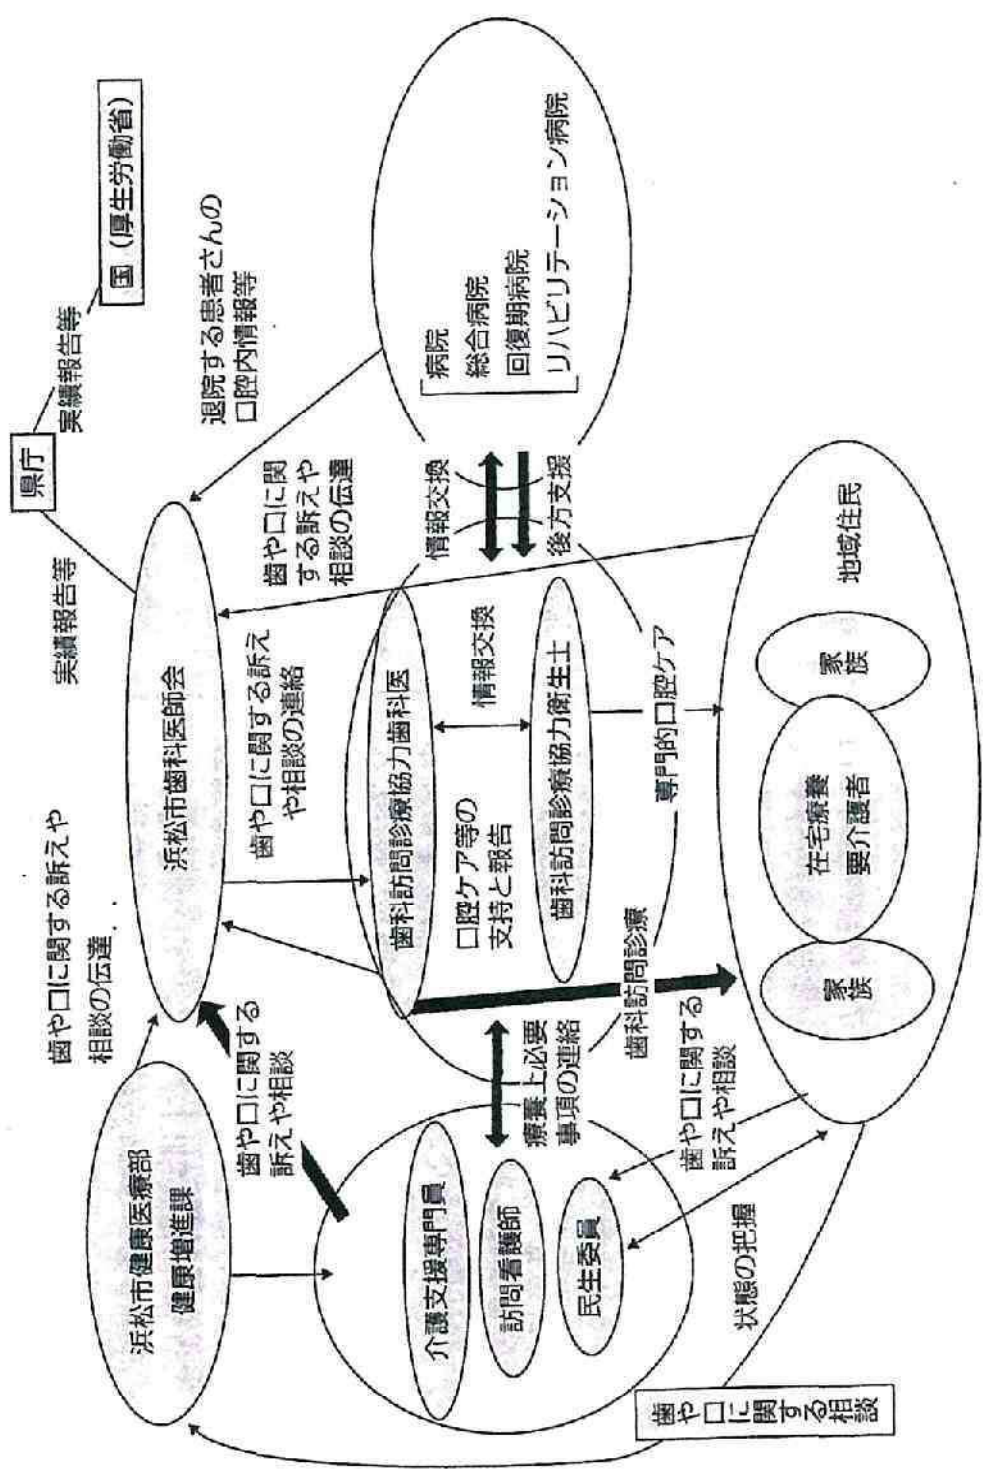 県庁
実績報告等
実績報告等
国（厚生労働省）
浜松市歯科医師会
歯や口に関する訴えや
相談の伝達
浜松市健康医療部
健康増進課
歯や口に関する
訴えや相談
歯や口に関する訴え
や相談の連絡
歯や口に関
する訴えや
相談の伝達
退院する患者さんの
口腔内情報等
介護支援専門員
訪問看護師
民生委員
療養上必要
事項の連絡
歯科訪問診療協力歯科医
口腔ケア等の
支持と報告
情報交換
歯科訪問診療協力衛生士
情報交換
後方支援
病院
総合病院
回復期病院
リハビリテーション病院
歯科訪問診療
専門的口腔ケア
歯や口に関する
訴えや相談
状態の把握
歯や口に関する相談
家族
在宅療養
要介護者
家族
地域住民